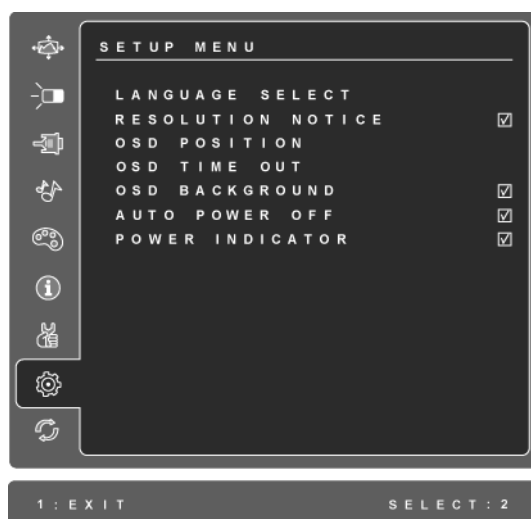 SETUP MENU
LANGUAGE SELECT
RESOLUTION NOTICE
OSD POSITION
OSD TIME OUT
OSD BACKGROUND
AUTO POWER OFF
POWER INDICATOR
1:EXIT SELECT:2